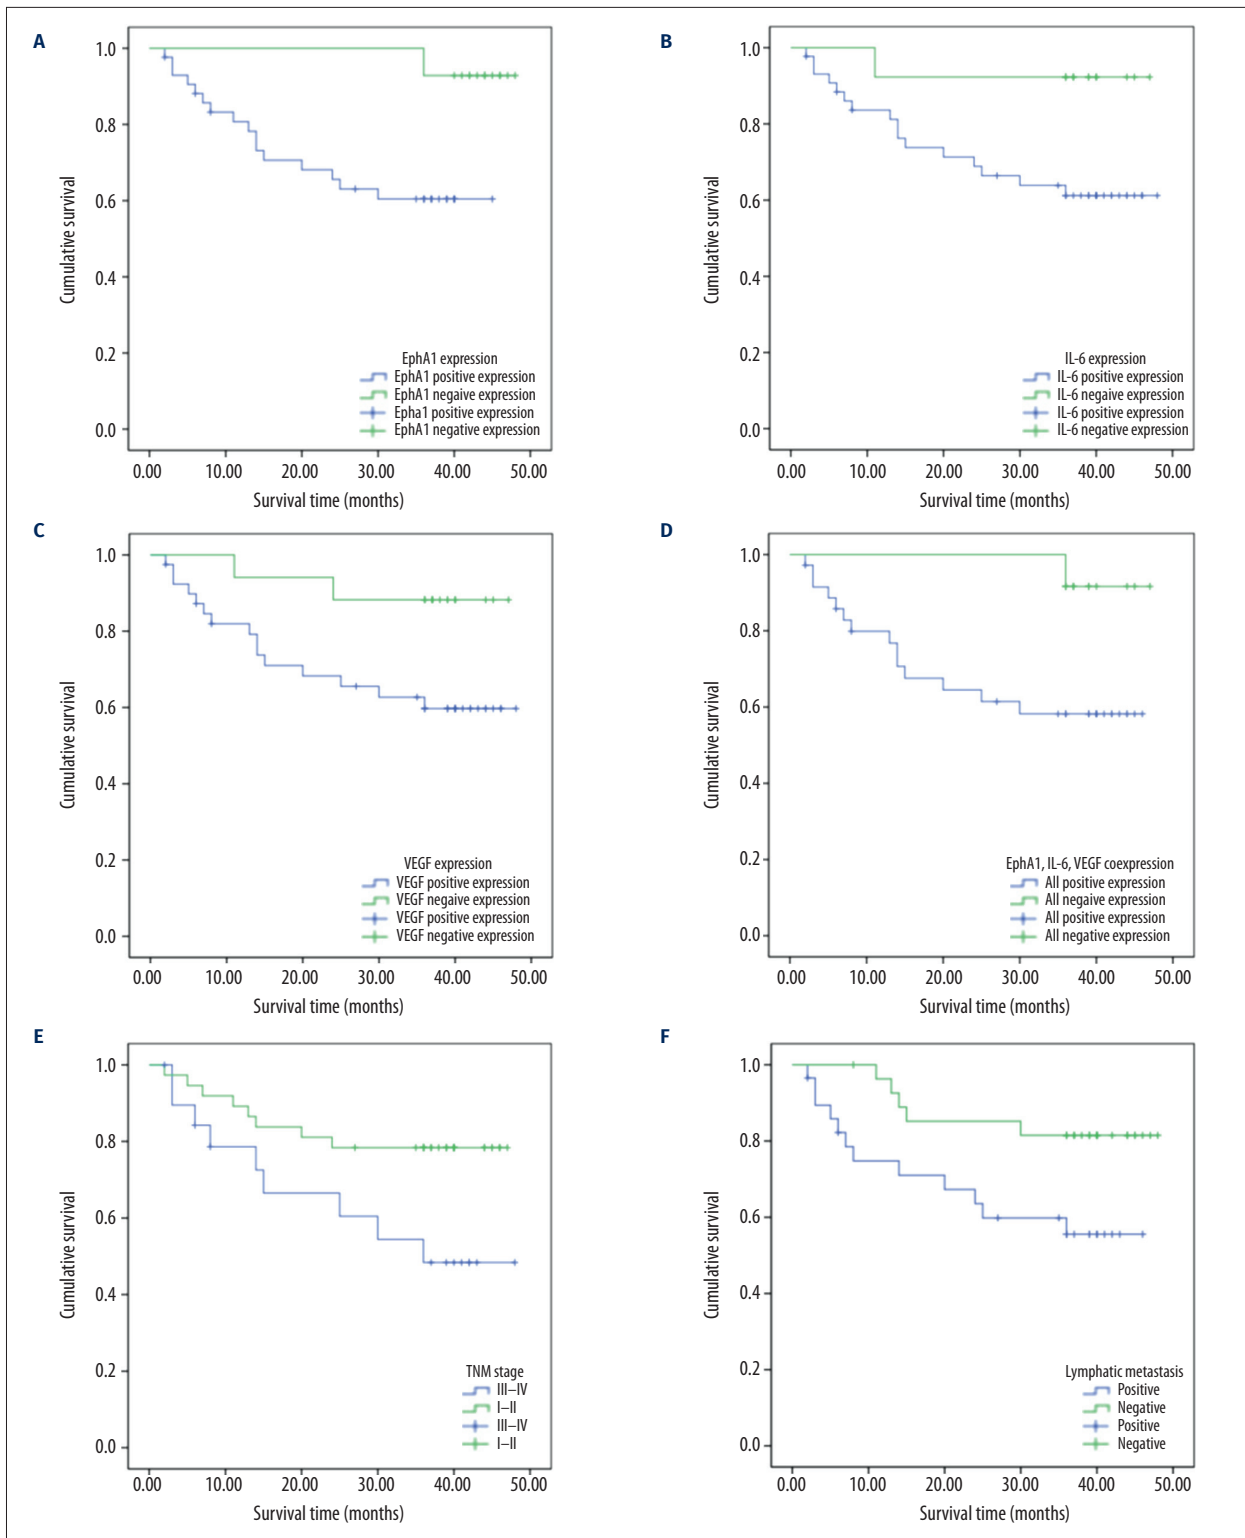 A
1.0
0.8
0.6
0.4
0.2
0.0
Cumulative survival
EphA1 expression
EphA1 positive expression
EphA1 negaive expression
Epha1 positive expression
EphA1 negative expression
0.00 10.00 20.00 30.00 40.00 50.00
Survival time (months)
B
1.0
0.8
0.6
0.4
0.2
0.0
Cumulative survival
IL-6 expression
IL-6 positive expression
IL-6 negaive expression
IL-6 positive expression
IL-6 negative expression
0.00 10.00 20.00 30.00 40.00 50.00
Survival time (months)
C
1.0
0.8
0.6
0.4
0.2
0.0
Cumulative survival
VEGF expression
VEGF positive expression
VEGF negaive expression
VEGF positive expression
VEGF negative expression
0.00 10.00 20.00 30.00 40.00 50.00
Survival time (months)
D
1.0
0.8
0.6
0.4
0.2
0.0
Cumulative survival
EphA1, IL-6, VEGF coexpression
All positive expression
All negaive expression
All positive expression
All negative expression
0.00 10.00 20.00 30.00 40.00 50.00
Survival time (months)
E
1.0
0.8
0.6
0.4
0.2
0.0
Cumulative survival
TNM stage
III–IV
I–II
III–IV
I–II
0.00 10.00 20.00 30.00 40.00 50.00
Survival time (months)
F
1.0
0.8
0.6
0.4
0.2
0.0
Cumulative survival
Lymphatic metastasis
Positive
Negative
Positive
Negative
0.00 10.00 20.00 30.00 40.00 50.00
Survival time (months)